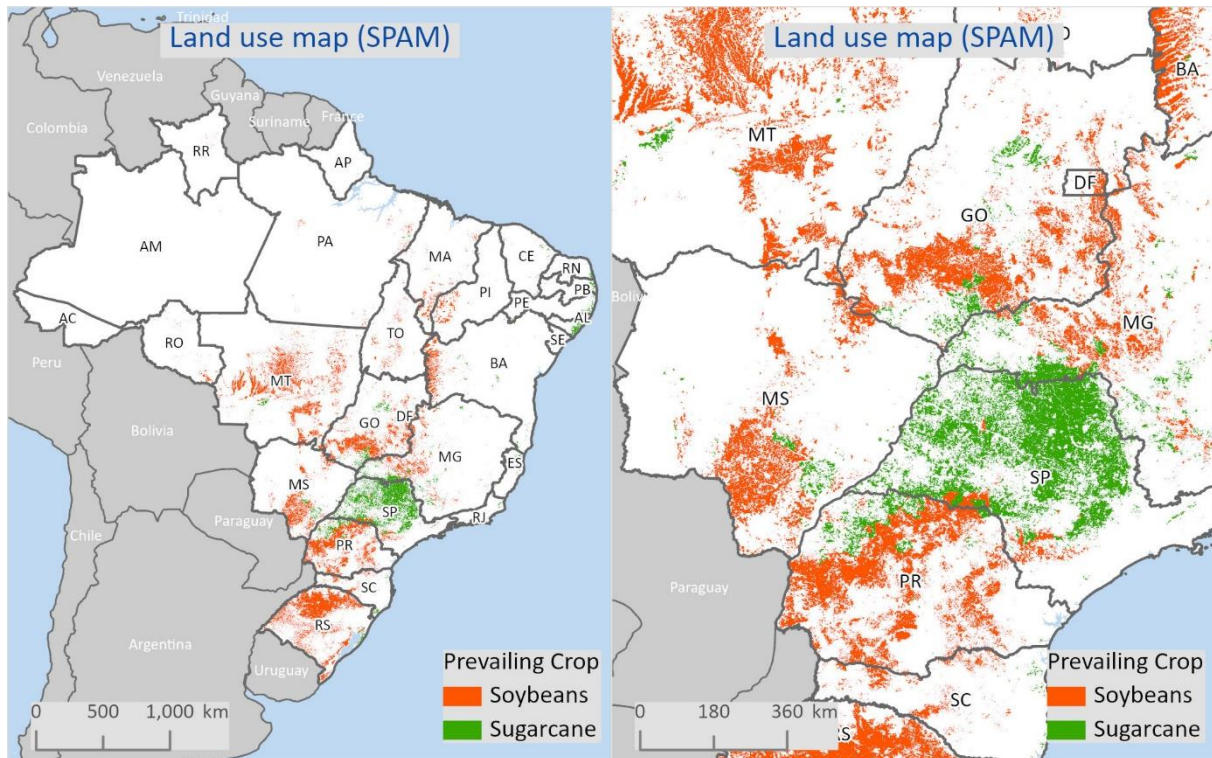 Trinidad
Land use map (SPAM)
Venezuela
Guyana
Colombia
Suriname
France
RR
AP
AM
PA
MA
CE
RN
PB
PI
PE
AL
SE
AC
RO
TO
BA
Peru
MT
GO
DF
Bolivia
MG
ES
MS
SP
RJ
Paraguay
Chile
PR
SC
RS
Argentina
Uruguay
Prevailing Crop
Soybeans
Sugarcane
0 500 1,000 km
Land use map (SPAM)
BA
MT
DF
GO
MG
MS
SP
Paraguay
PR
SC
RS
Prevailing Crop
Soybeans
Sugarcane
0 180 360 km